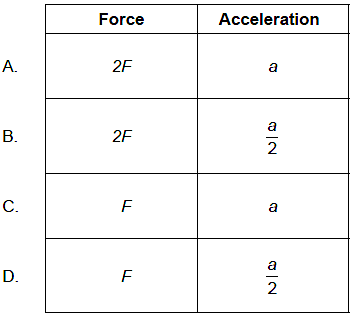 Force Acceleration
A. 2F a
B. 2F a/2
C. F a
D. F a/2